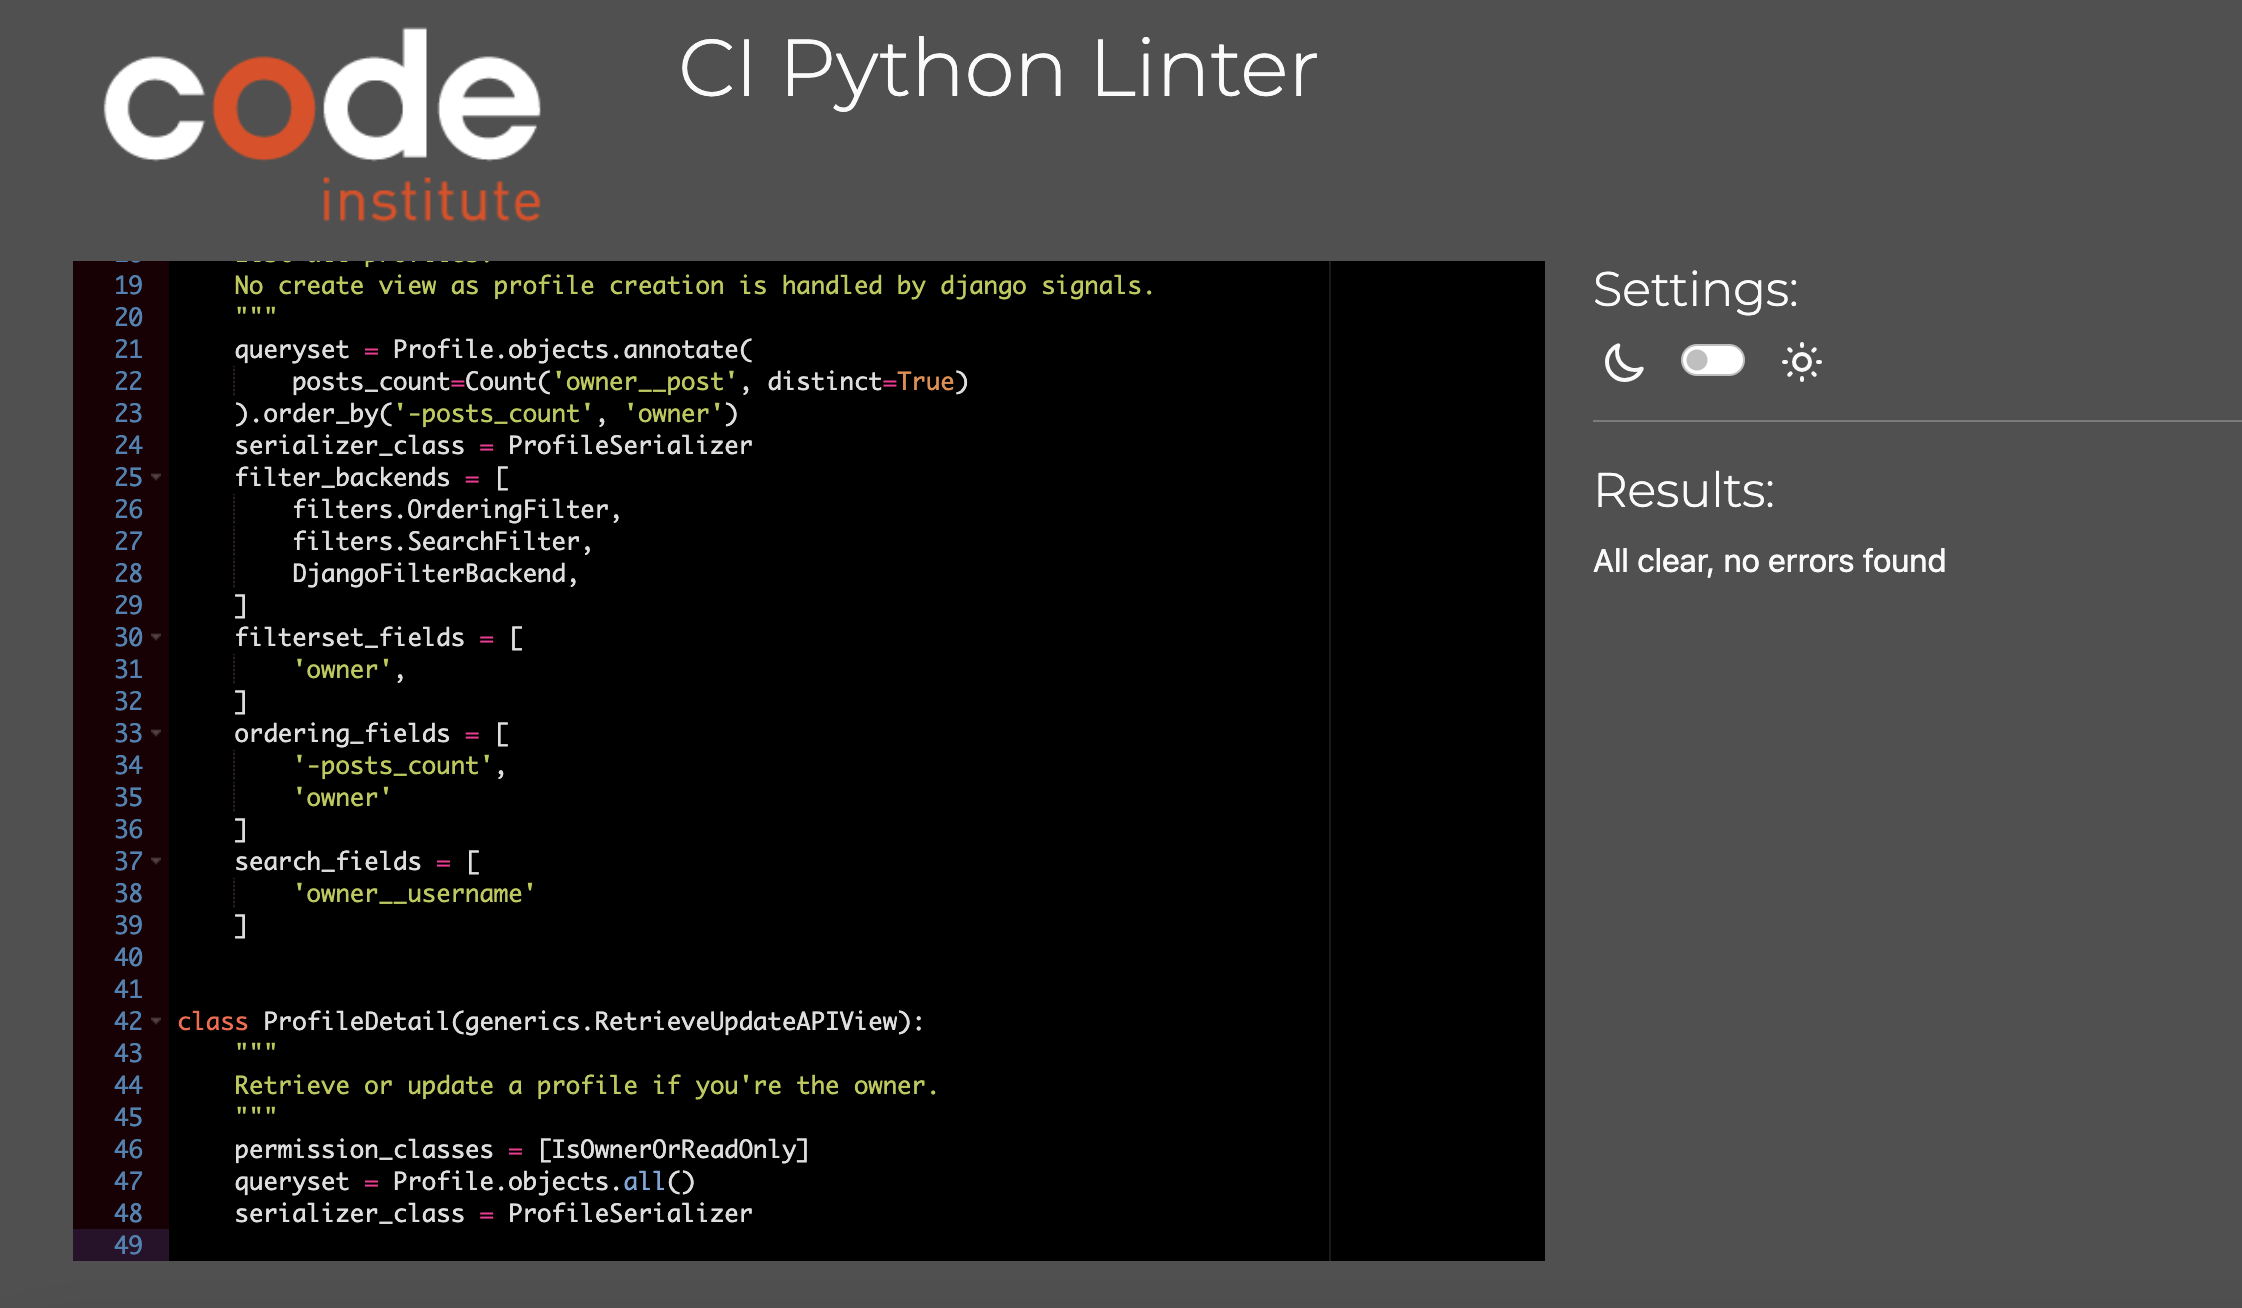 code
institute
CI Python Linter
19 No create view as profile creation is handled by django signals.
20 """
21 queryset = Profile.objects.annotate(
22 posts_count=Count('owner__post', distinct=True)
23 ).order_by('-posts_count', 'owner')
24 serializer_class = ProfileSerializer
25 filter_backends = [
26 filters.OrderingFilter,
27 filters.SearchFilter,
28 DjangoFilterBackend,
29 ]
30 filterset_fields = [
31 'owner',
32 ]
33 ordering_fields = [
34 '-posts_count',
35 'owner'
36 ]
37 search_fields = [
38 'owner__username'
39 ]
40
41
42 class ProfileDetail(generics.RetrieveUpdateAPIView):
43 """
44 Retrieve or update a profile if you're the owner.
45 """
46 permission_classes = [IsOwnerOrReadOnly]
47 queryset = Profile.objects.all()
48 serializer_class = ProfileSerializer
49
Settings:
Results:
All clear, no errors found